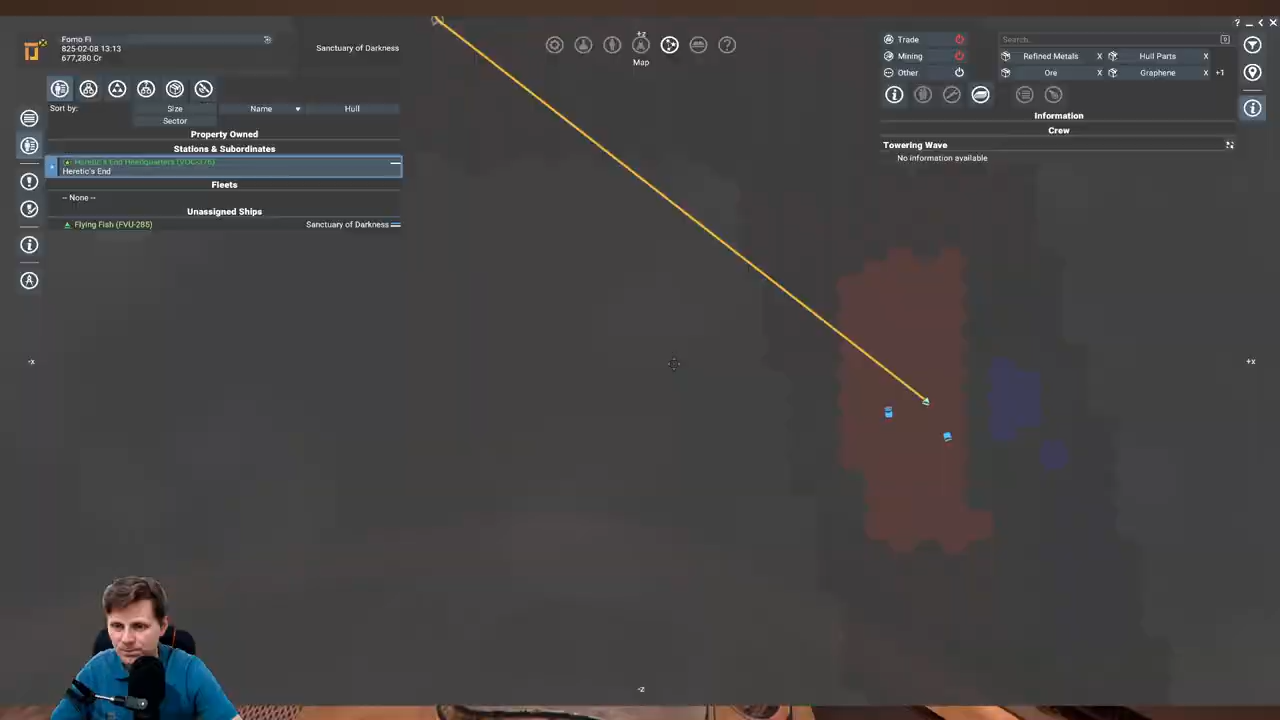 Fomo Fi
825-02-08 13:13
677,280 Cr
Sanctuary of Darkness
+z
Map
Sort by:
Size
Name
Hull
Sector
Property Owned
Stations & Subordinates
Heretic's End Headquarters (VOC-376)
Heretic's End
Fleets
-- None --
Unassigned Ships
Flying Fish (FVU-285)
Sanctuary of Darkness
Trade
Mining
Other
Search...
Refined Metals X
Hull Parts X
Ore X
Graphene X
+1
Information
Crew
Towering Wave
No information available
-x
+x
-z